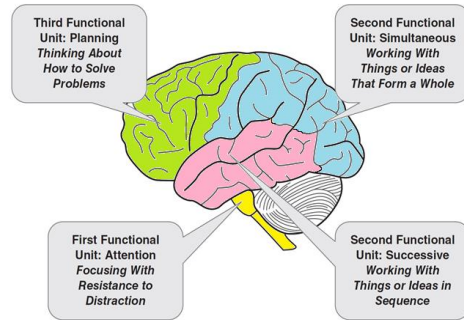 Third Functional
Unit: Planning
Thinking About
How to Solve
Problems
Second Functional
Unit: Simultaneous
Working With
Things or Ideas
That Form a Whole
First Functional
Unit: Attention
Focusing With
Resistance to
Distraction
Second Functional
Unit: Successive
Working With
Things or Ideas in
Sequence